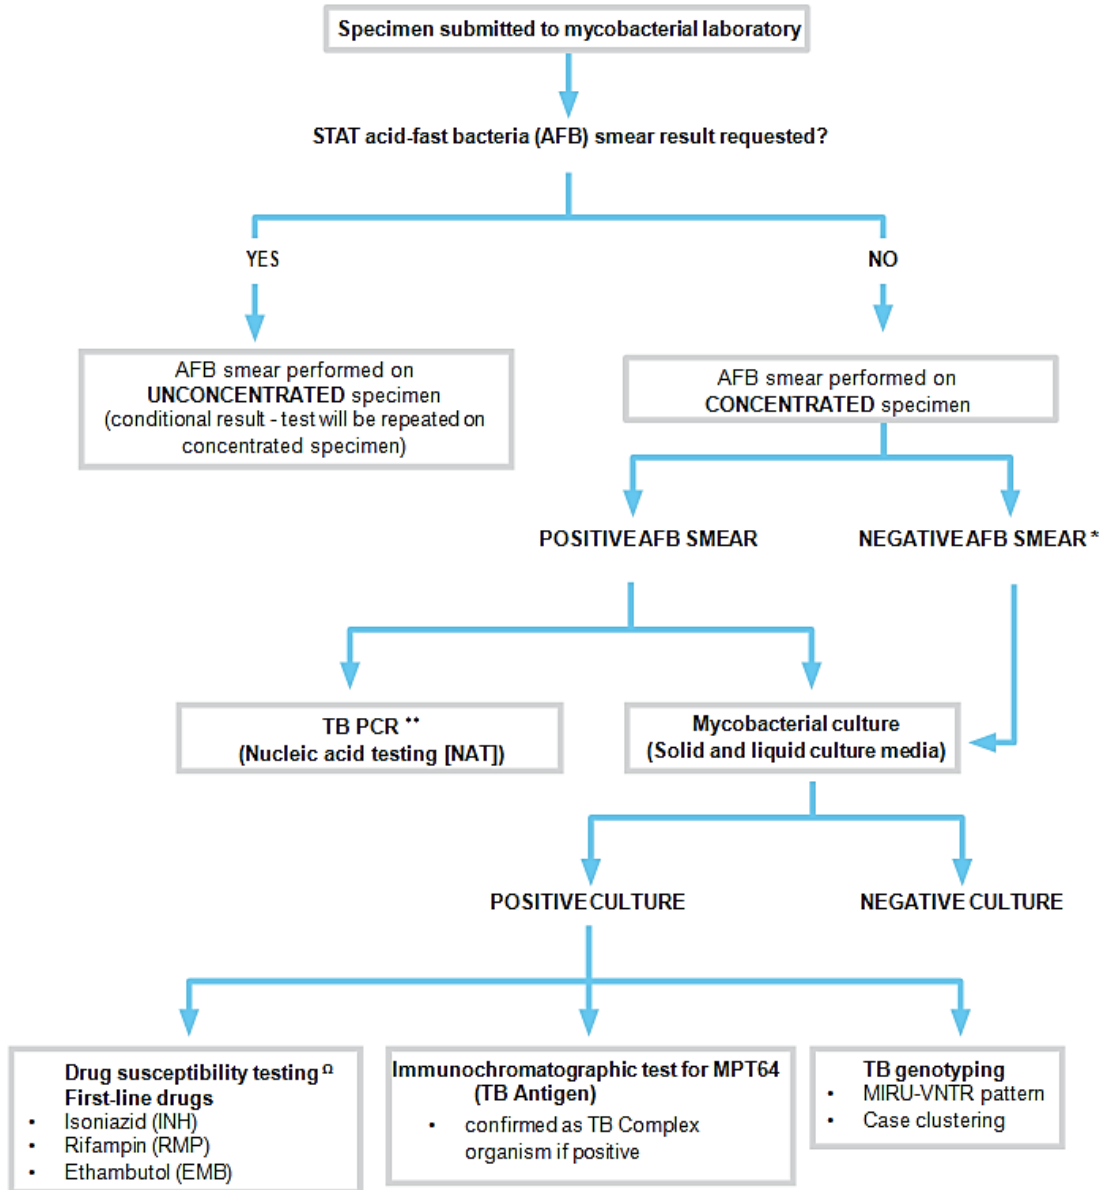 Specimen submitted to mycobacterial laboratory
STAT acid-fast bacteria (AFB) smear result requested?
YES
NO
AFB smear performed on
UNCONCENTRATED specimen
(conditional result - test will be repeated on
concentrated specimen)
AFB smear performed on
CONCENTRATED specimen
POSITIVE AFB SMEAR
NEGATIVE AFB SMEAR *
TB PCR **
(Nucleic acid testing [NAT])
Mycobacterial culture
(Solid and liquid culture media)
POSITIVE CULTURE
NEGATIVE CULTURE
Drug susceptibility testing Ω
First-line drugs
• Isoniazid (INH)
• Rifampin (RMP)
• Ethambutol (EMB)
Immunochromatographic test for MPT64
(TB Antigen)
• confirmed as TB Complex
organism if positive
TB genotyping
• MIRU-VNTR pattern
• Case clustering